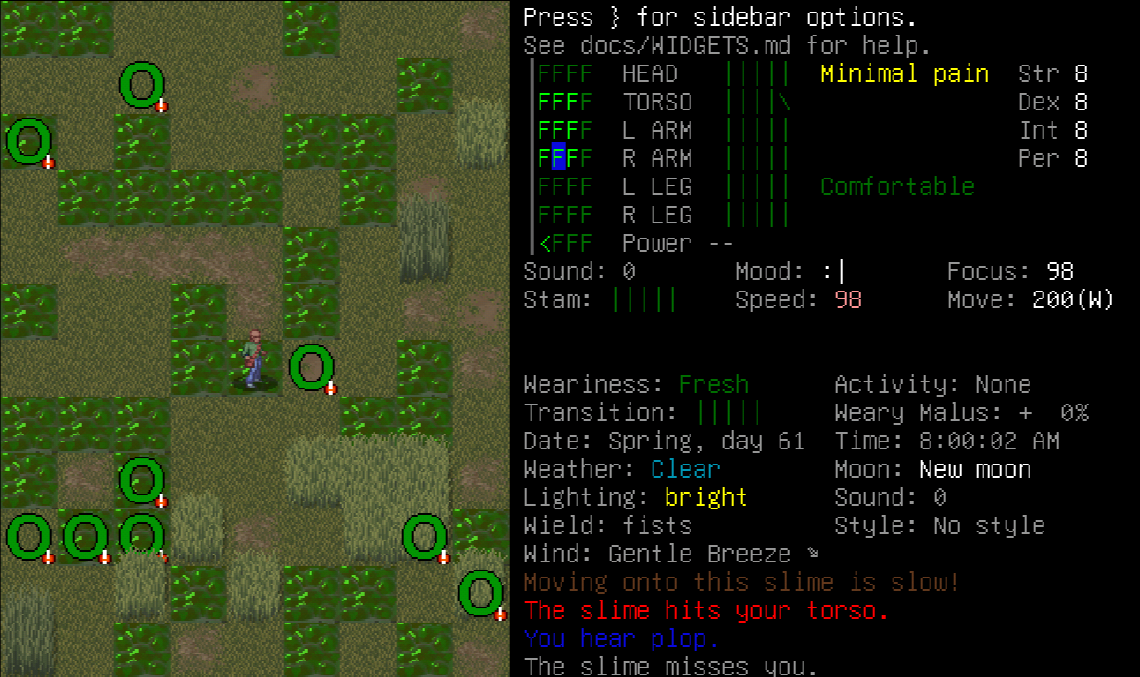 Press } for sidebar options.
See docs/WIDGETS.md for help.
FFFF HEAD ||||| Minimal pain Str 8
FFFF TORSO ||||\ Dex 8
FFFF L ARM ||||| Int 8
FFFF R ARM ||||| Per 8
FFFF L LEG ||||| Comfortable
FFFF R LEG |||||
<FFF Power --
Sound: 0 Mood: :| Focus: 98
Stam: ||||| Speed: 98 Move: 200(W)
Weariness: Fresh Activity: None
Transition: ||||| Weary Malus: + 0%
Date: Spring, day 61 Time: 8:00:02 AM
Weather: Clear Moon: New moon
Lighting: bright Sound: 0
Wield: fists Style: No style
Wind: Gentle Breeze
Moving onto this slime is slow!
The slime hits your torso.
You hear plop.
The slime misses you.
O
O
O
O
O
O
O
O
O